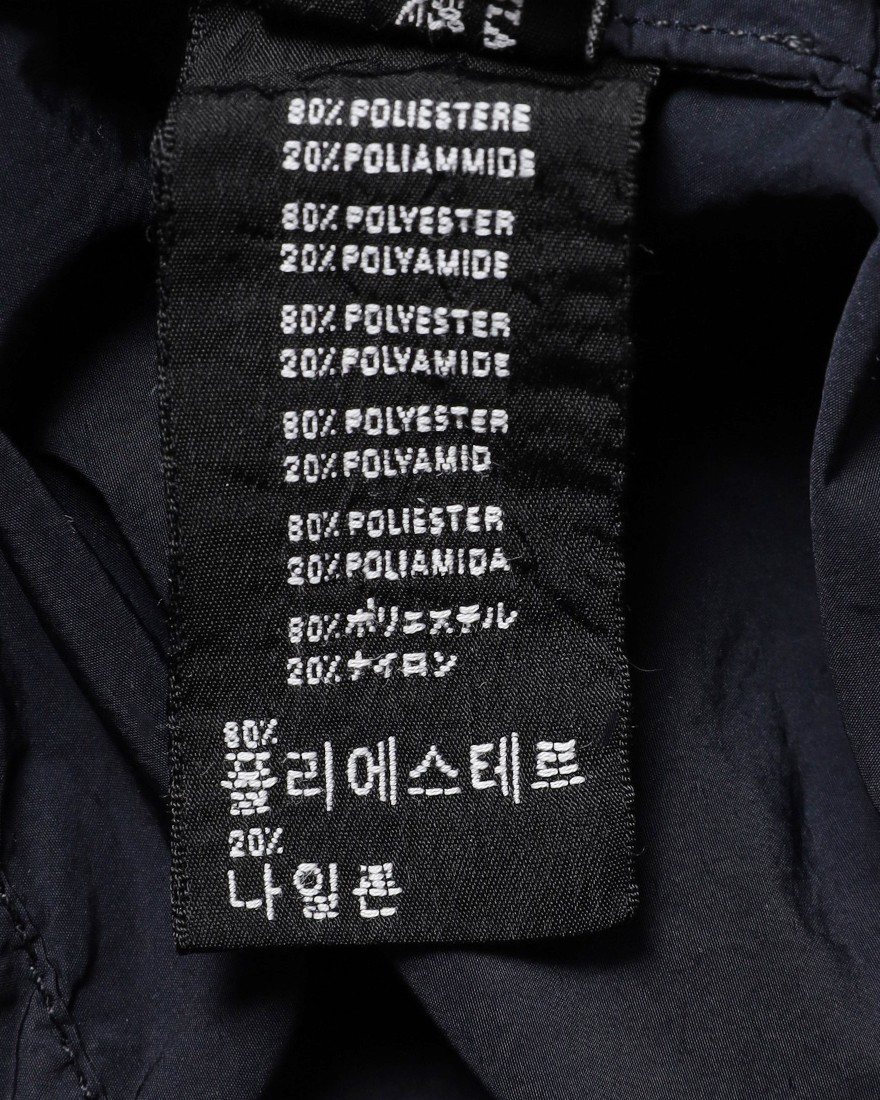 80% POLIESTERE
20% POLIAMMIDE
80% POLYESTER
20% POLYAMIDE
80% POLYESTER
20% POLYAMIDE
80% POLYESTER
20% POLYAMID
80% POLIESTER
20% POLIAMIDA
80% ポリエステル
20% ナイロン
80%
폴리에스테르
20%
나일론